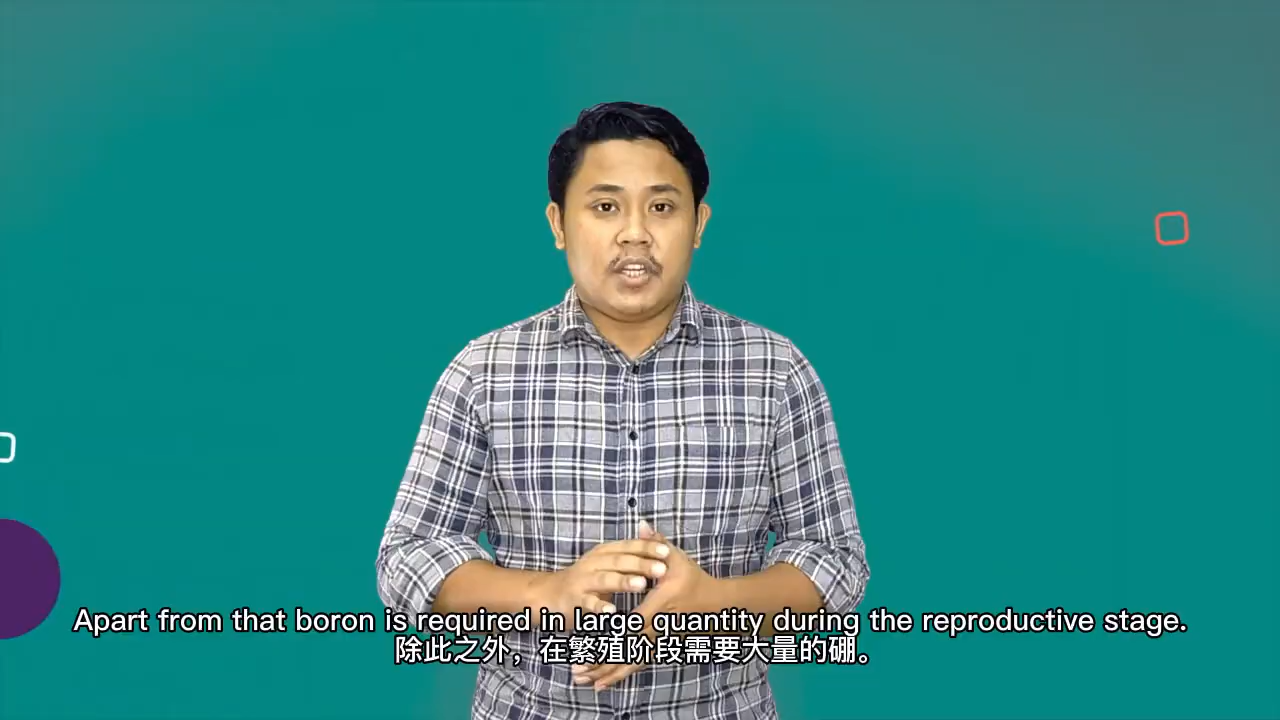 Apart from that boron is required in large quantity during the reproductive stage.
除此之外，在繁殖阶段需要大量的硼。